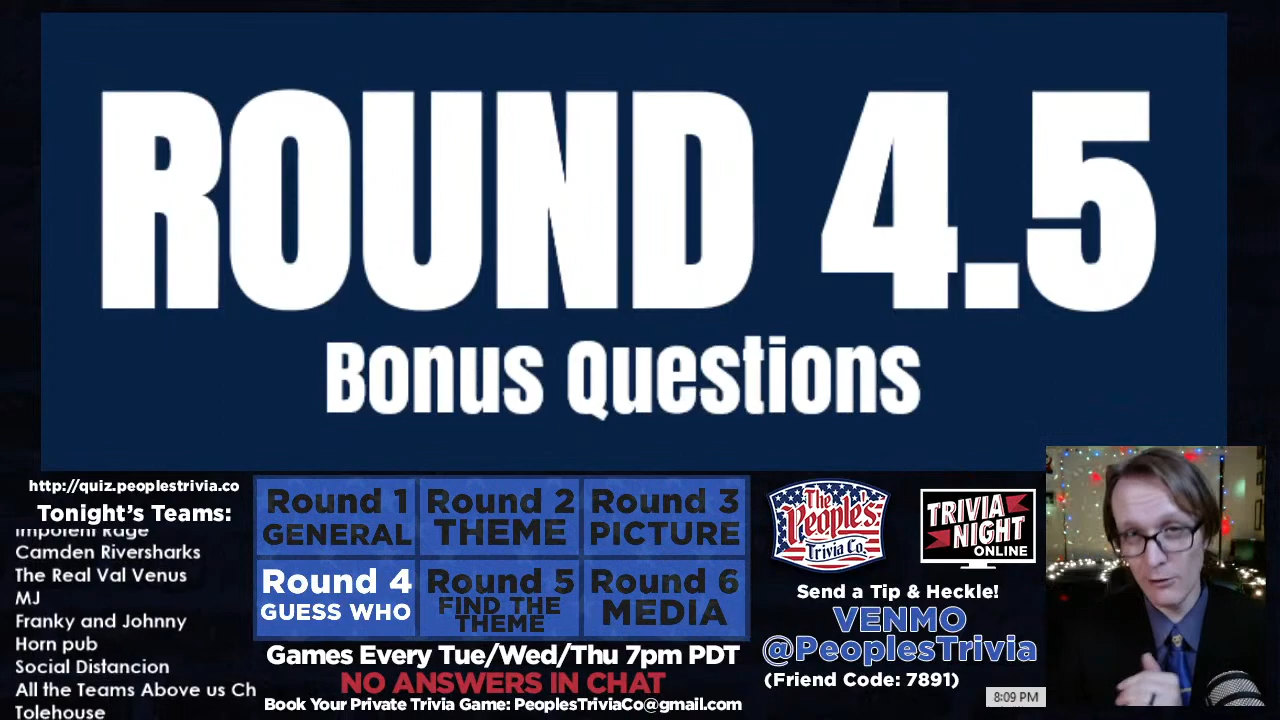 ROUND 4.5
Bonus Questions
http://quiz.peoplestrivia.co
Tonight's Teams:
Impotent Rage
Camden Riversharks
The Real Val Venus
MJ
Franky and Johnny
Horn pub
Social Distancion
All the Teams Above us Ch
Tolehouse
Round 1
GENERAL
Round 2
THEME
Round 3
PICTURE
Round 4
GUESS WHO
Round 5
FIND THE
THEME
Round 6
MEDIA
Games Every Tue/Wed/Thu 7pm PDT
NO ANSWERS IN CHAT
Book Your Private Trivia Game: PeoplesTriviaCo@gmail.com
The
People's
Trivia Co.
TRIVIA
NIGHT
ONLINE
Send a Tip & Heckle!
VENMO
@PeoplesTrivia
(Friend Code: 7891)
8:09 PM